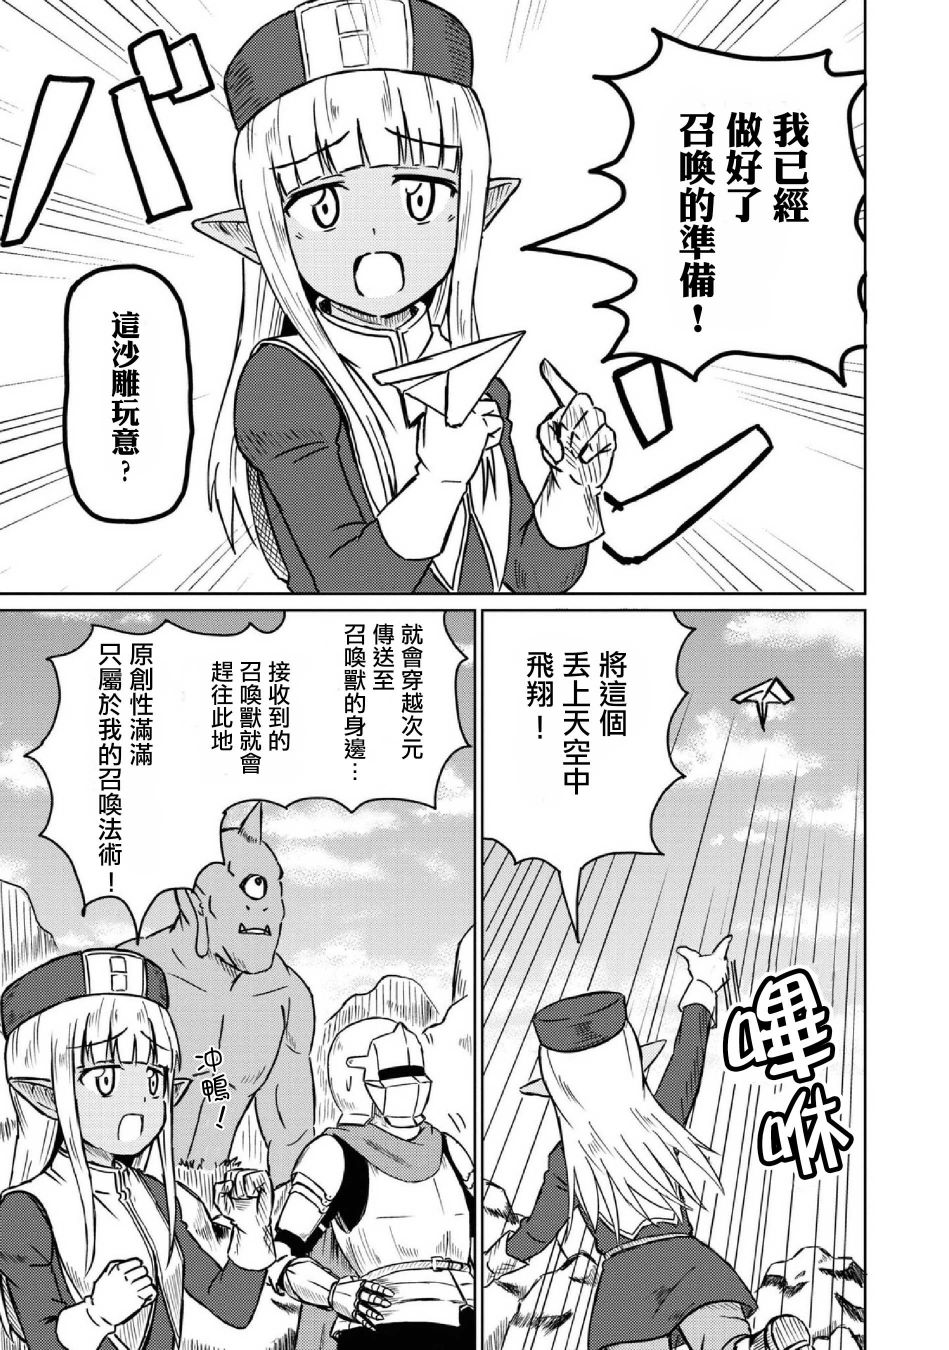 我已經
做好了
召喚的準備！
バ
ン
這沙雕玩意？
將這個
丟上天空中
飛翔！
嗶
咻
就會穿越次元
傳送至
召喚獸的身邊…
接收到的
召喚獸就會
趕往此地
原創性滿滿
只屬於我的召喚法術！
冲鴨！